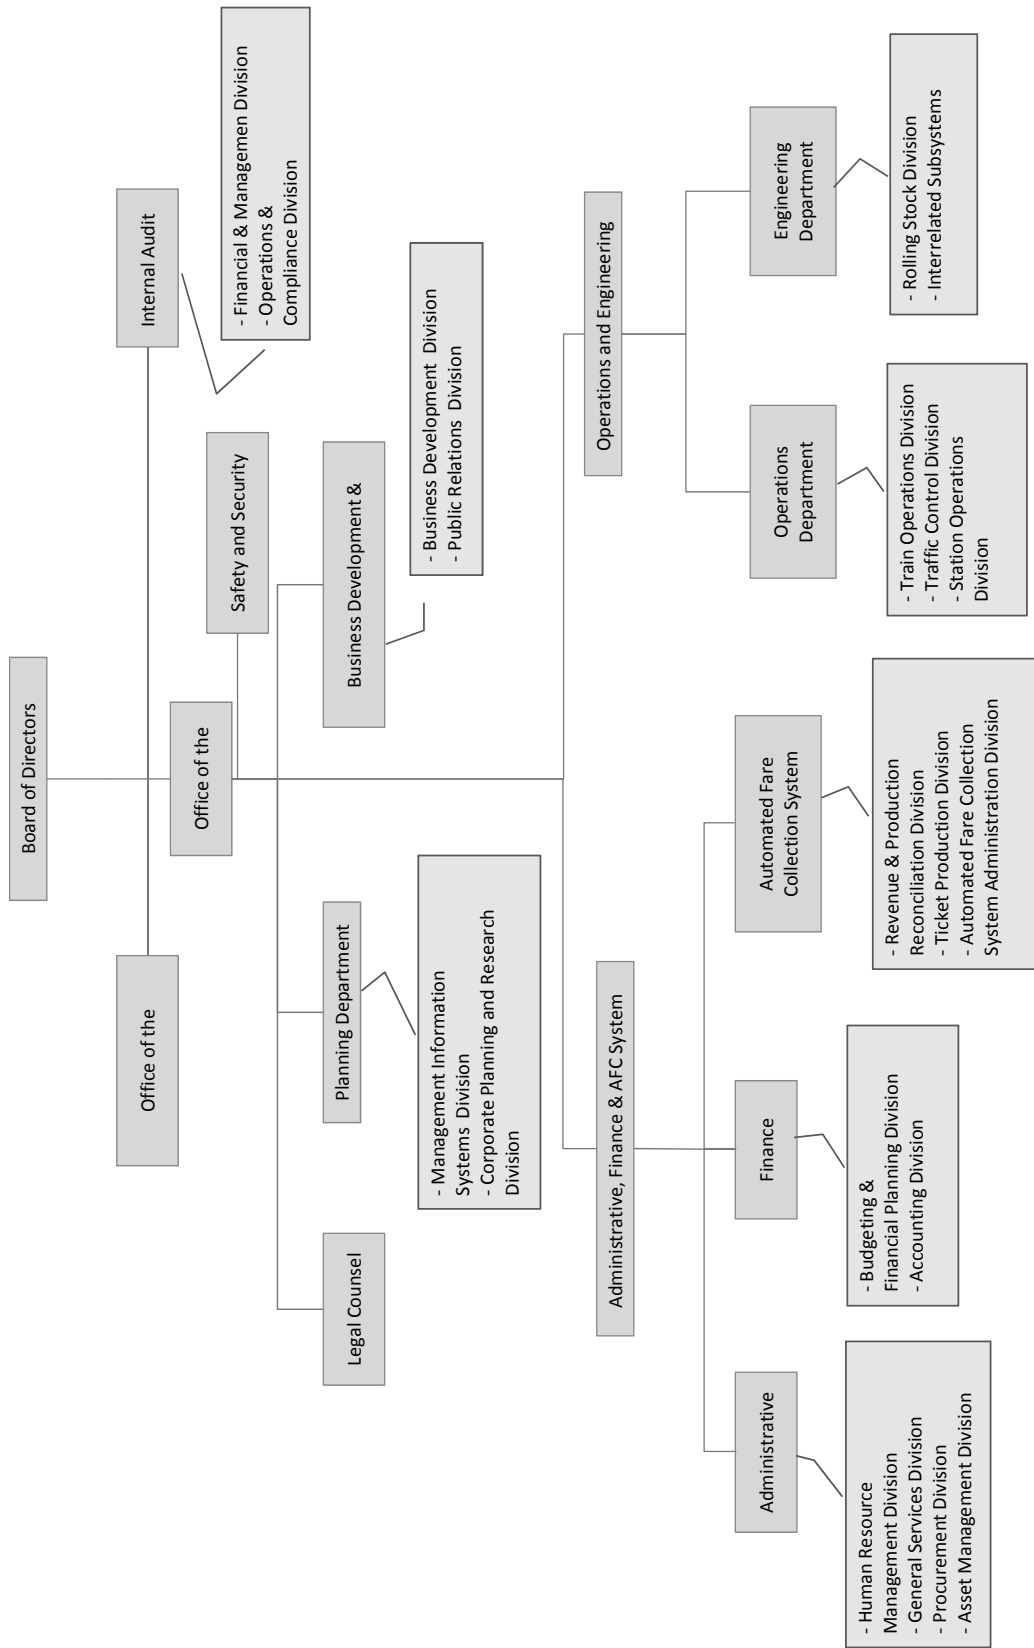 Board of Directors
Office of the
Internal Audit
- Financial & Managemen Division
- Operations &
Compliance Division
Office of the
Safety and Security
Legal Counsel
Planning Department
- Management Information
Systems Division
- Corporate Planning and Research
Division
Business Development &
- Business Development Division
- Public Relations Division
Administrative, Finance & AFC System
Operations and Engineering
Administrative
- Human Resource
Management Division
- General Services Division
- Procurement Division
- Asset Management Division
Finance
- Budgeting &
Financial Planning Division
- Accounting Division
Automated Fare
Collection System
- Revenue & Production
Reconciliation Division
- Ticket Production Division
- Automated Fare Collection
System Administration Division
Operations
Department
- Train Operations Division
- Traffic Control Division
- Station Operations
Division
Engineering
Department
- Rolling Stock Division
- Interrelated Subsystems